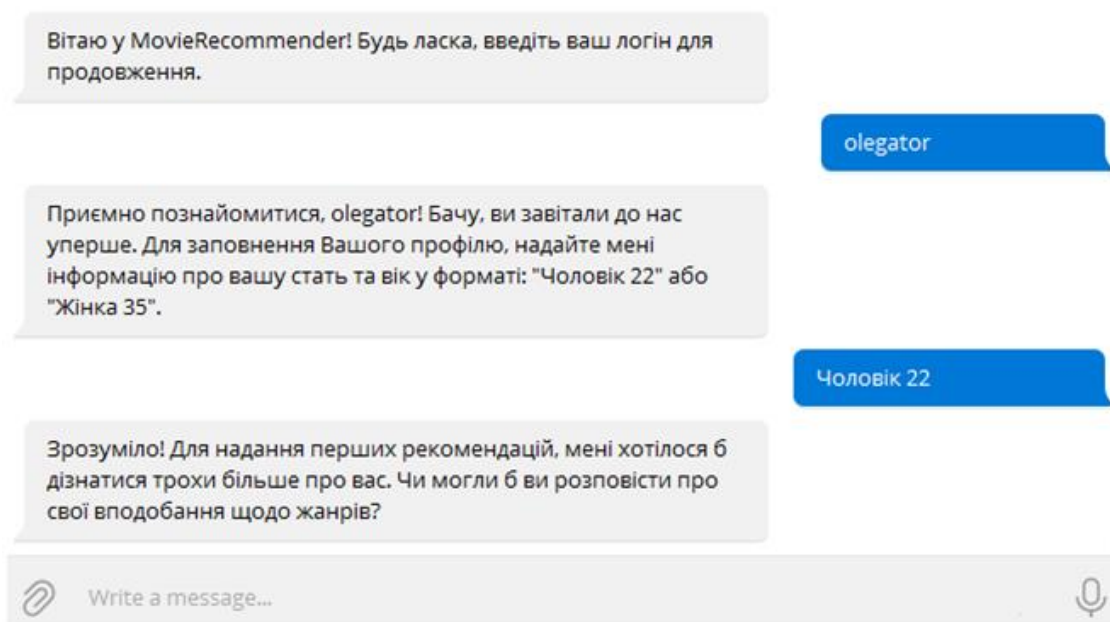 Вітаю у MovieRecommender! Будь ласка, введіть ваш логін для
продовження.
olegator
Приємно познайомитися, olegator! Бачу, ви завітали до нас
уперше. Для заповнення Вашого профілю, надайте мені
інформацію про вашу стать та вік у форматі: "Чоловік 22" або
"Жінка 35".
Чоловік 22
Зрозуміло! Для надання перших рекомендацій, мені хотілося б
дізнатися трохи більше про вас. Чи могли б ви розповісти про
свої вподобання щодо жанрів?
Write a message...